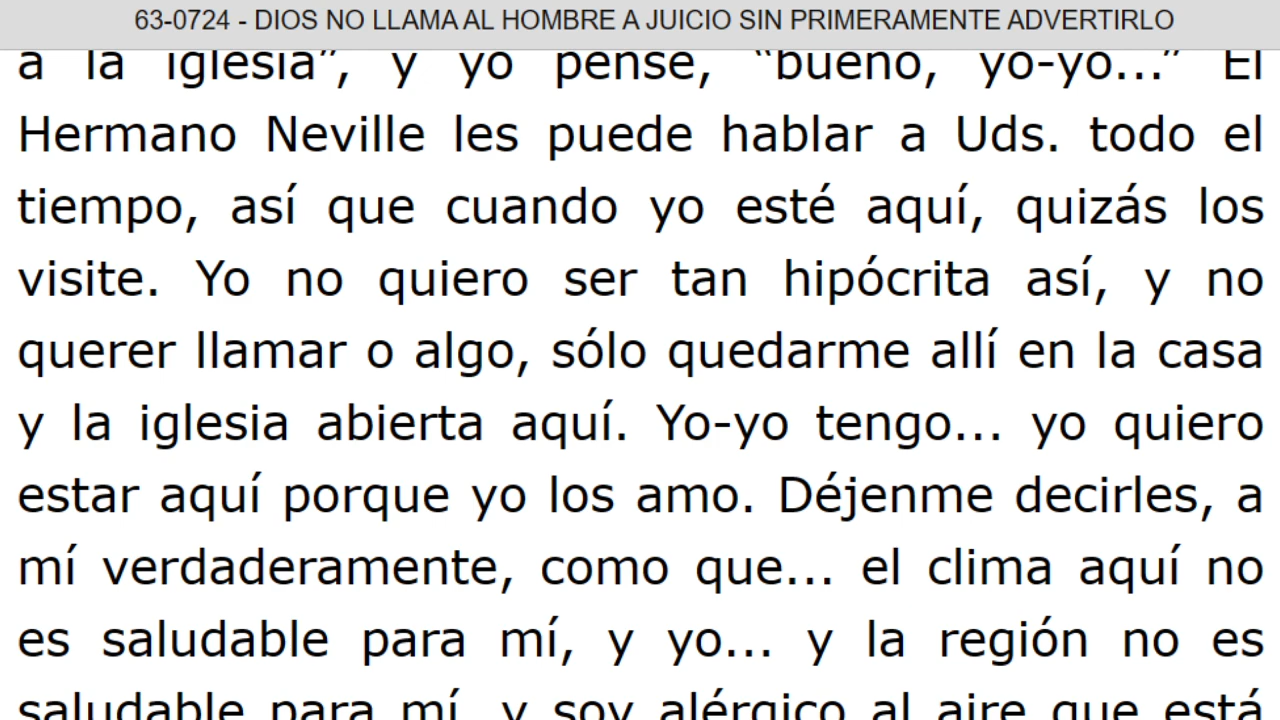 63-0724 - DIOS NO LLAMA AL HOMBRE A JUICIO SIN PRIMERAMENTE ADVERTIRLO
a la iglesia”, y yo pensé, “bueno, yo-yo...” El
Hermano Neville les puede hablar a Uds. todo el
tiempo, así que cuando yo esté aquí, quizás los
visite. Yo no quiero ser tan hipócrita así, y no
querer llamar o algo, sólo quedarme allí en la casa
y la iglesia abierta aquí. Yo-yo tengo... yo quiero
estar aquí porque yo los amo. Déjenme decirles, a
mí verdaderamente, como que... el clima aquí no
es saludable para mí, y yo... y la región no es
saludable para mí, y soy alérgico al aire que está